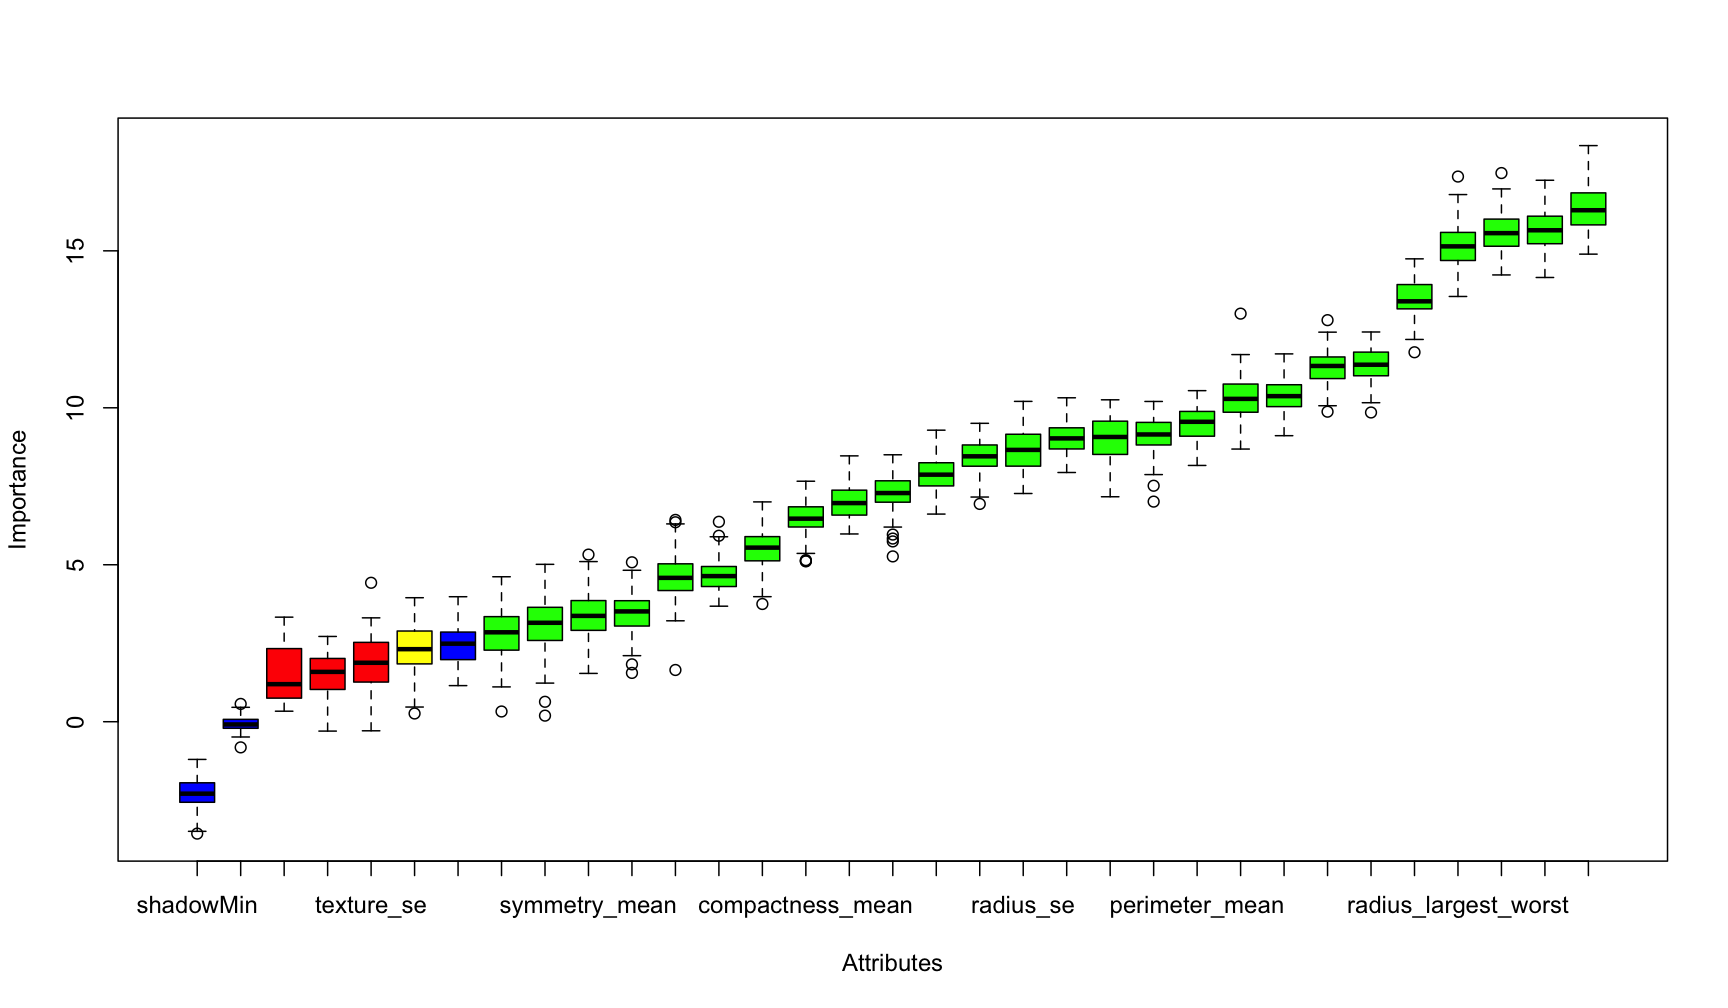 Importance
15
10
5
0
shadowMin texture_se symmetry_mean compactness_mean radius_se perimeter_mean radius_largest_worst
Attributes